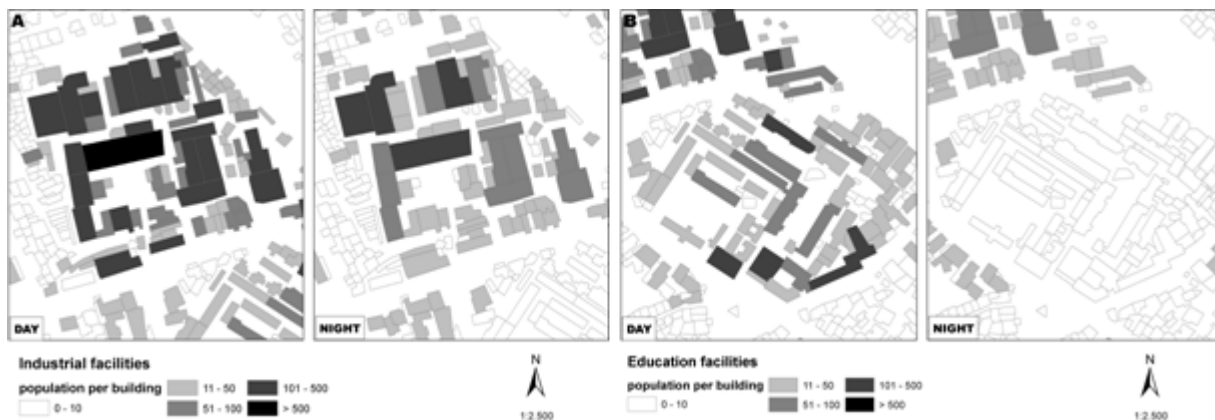 A
B
DAY
NIGHT
DAY
NIGHT
Industrial facilities
population per building
0 - 10
11 - 50
51 - 100
101 - 500
> 500
N
1:2.500
Education facilities
population per building
0 - 10
11 - 50
51 - 100
101 - 500
> 500
N
1:2.500